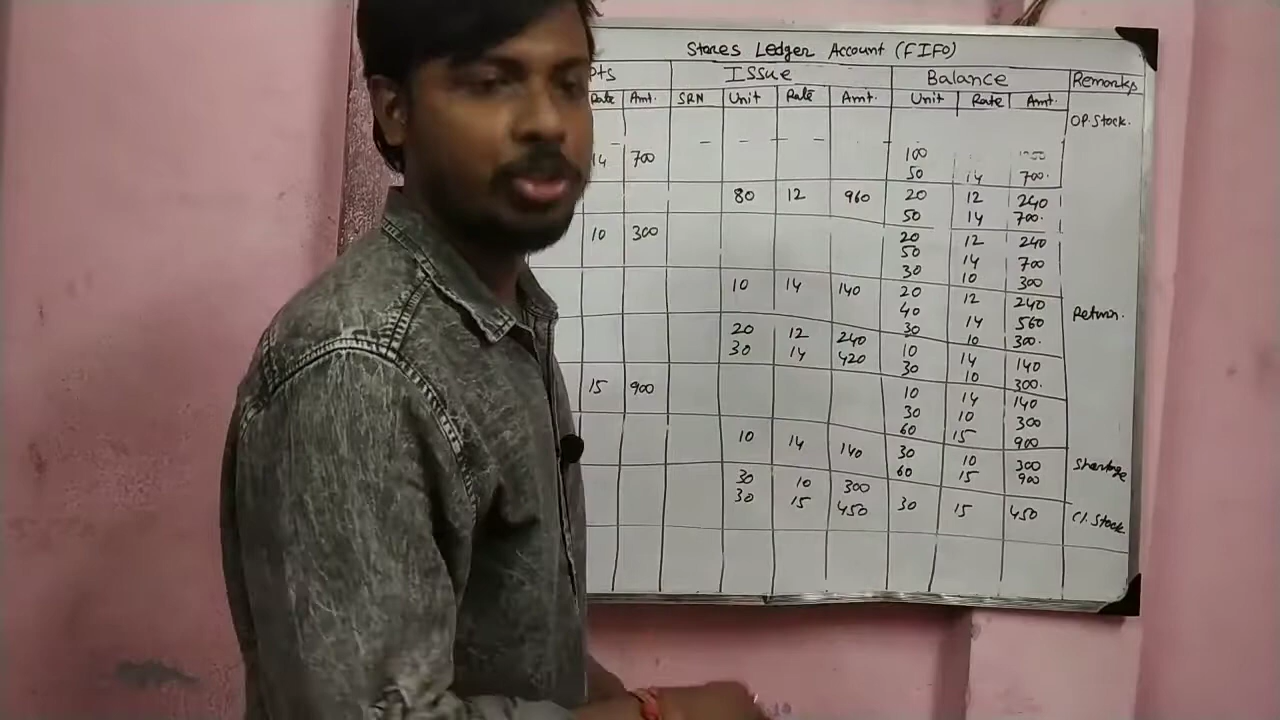 Stores Ledger Account (FIFO)
pts Issue Balance Remarks
Rate Amt. SRN Unit Rate Amt. Unit Rate Amt.
OP. Stock.
- - - - -
14 700 100
50 14 700.
80 12 960 20 12 240
50 14 700.
10 300 20 12 240
50 14 700
30 10 300
10 14 140 20 12 240 Return.
40 14 560
30 10 300.
20 12 240 10 14 140
30 14 420 30 10 300.
15 900 10 14 140
30 10 300
60 15 900
10 14 140 30 10 300 Shortage
60 15 900
30 10 300
30 15 450 30 15 450 Cl. Stock